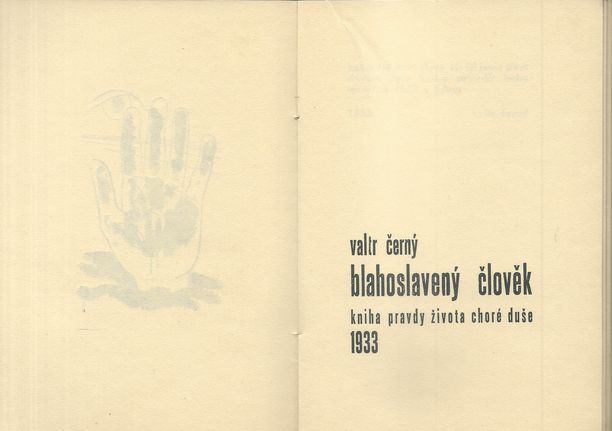 valtr černý
blahoslavený člověk
kniha pravdy života choré duše
1933